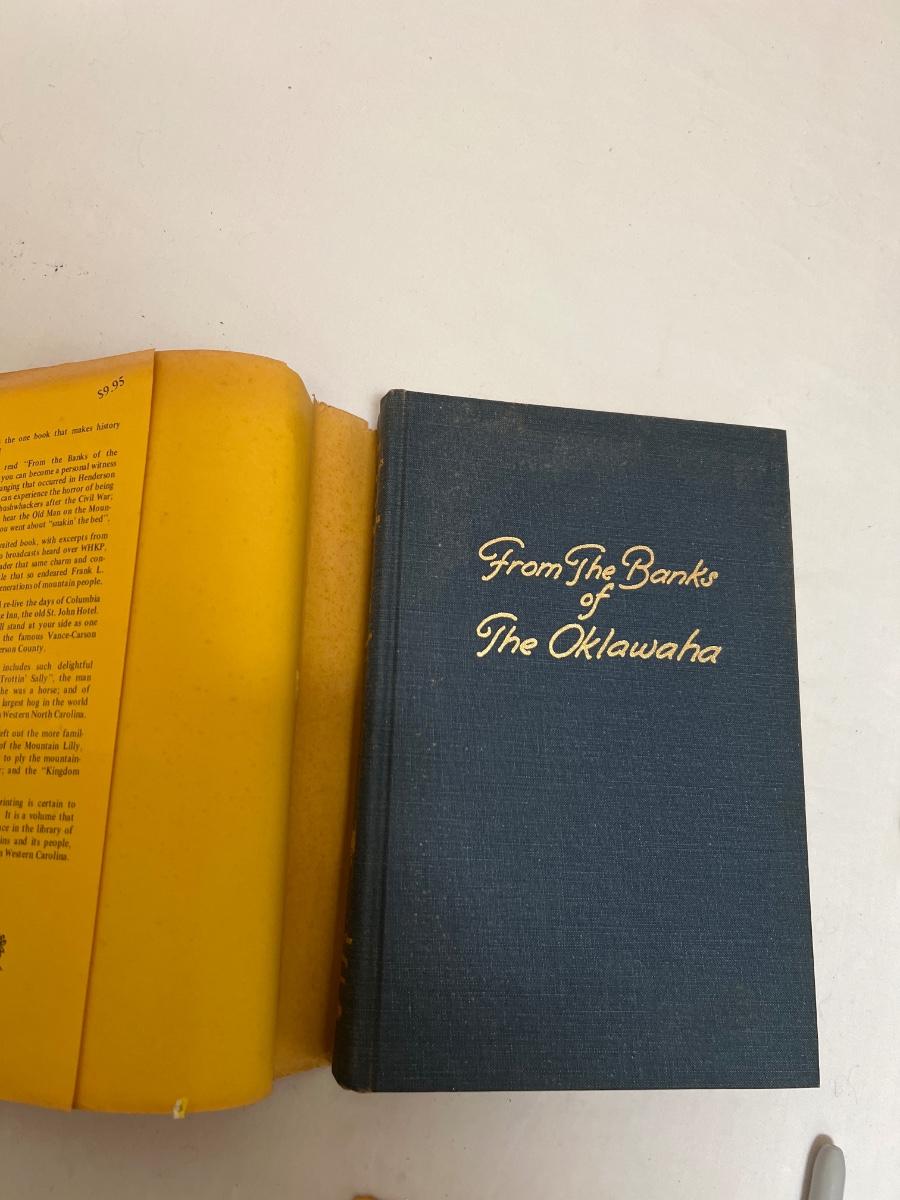 $9.95
the one book that makes history
read "From the Banks of the
you can become a personal witness
anging that occurred in Henderson
can experience the horror of being
bushwhackers after the Civil War;
hear the Old Man on the Moun-
ou went about "snakin' the bed".
waited book, with excerpts from
o broadcasts heard over WHKP,
ader that same charm and con-
le that so endeared Frank L.
enerations of mountain people.
l re-live the days of Columbia
e Inn, the old St. John Hotel.
ll stand at your side as one
the famous Vance-Carson
erson County.
includes such delightful
Trottin' Sally", the man
he was a horse; and of
largest hog in the world
Western North Carolina.
eft out the more famil-
of the Mountain Lilly,
to ply the mountain-
; and the "Kingdom
rinting is certain to
It is a volume that
ce in the library of
ins and its people,
Western Carolina.
From The Banks
of
The Oklawaha